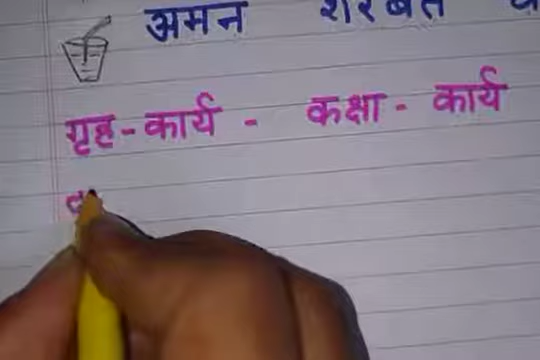 अमन शरबत
गृह - कार्य - कक्षा - कार्य